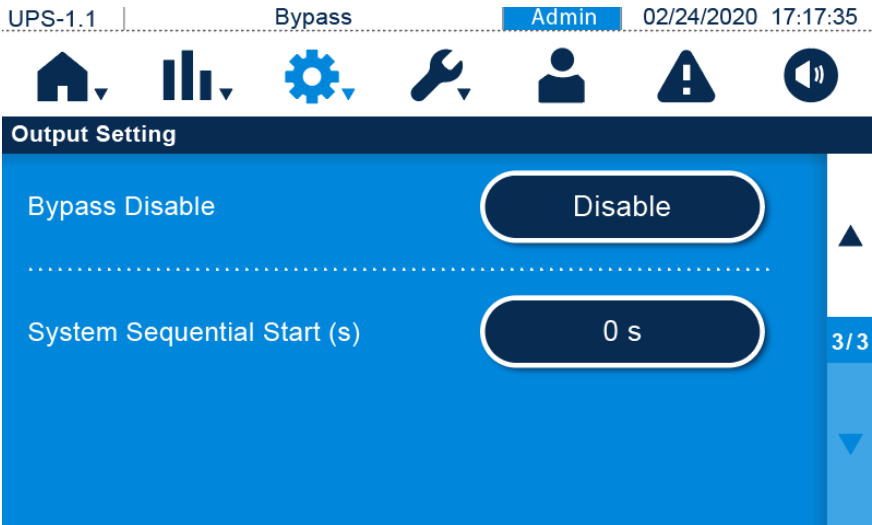 UPS-1.1 Bypass Admin 02/24/2020 17:17:35
Output Setting
Bypass Disable Disable
System Sequential Start (s) 0 s
3/3